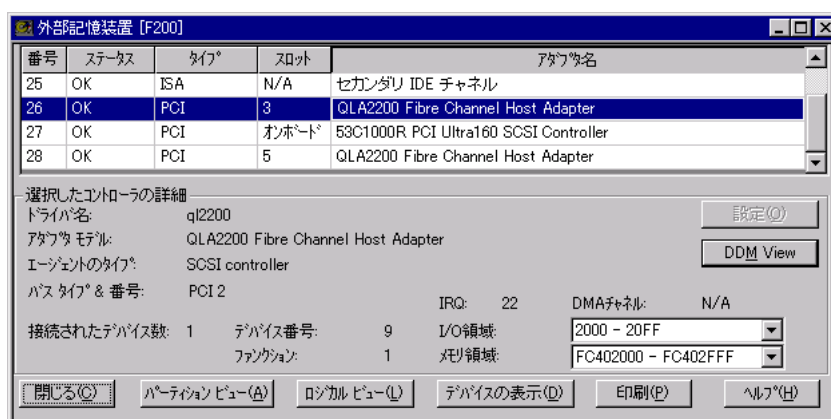 外部記憶装置 [F200]
番号 ステータス タイプ スロット アダプタ名
25 OK ISA N/A セカンダリ IDE チャネル
26 OK PCI 3 QLA2200 Fibre Channel Host Adapter
27 OK PCI オンボード 53C1000R PCI Ultra160 SCSI Controller
28 OK PCI 5 QLA2200 Fibre Channel Host Adapter
選択したコントローラの詳細
ドライバ名: ql2200 設定(O)
アダプタ モデル: QLA2200 Fibre Channel Host Adapter DDM View
エージェントのタイプ: SCSI controller
バス タイプ & 番号: PCI 2 IRQ: 22 DMAチャネル: N/A
接続されたデバイス数: 1 デバイス番号: 9 I/O領域: 2000 - 20FF
ファンクション: 1 メモリ領域: FC402000 - FC402FFF
閉じる(C) パーティション ビュー(A) ロジカル ビュー(L) デバイスの表示(D) 印刷(P) ヘルプ(H)